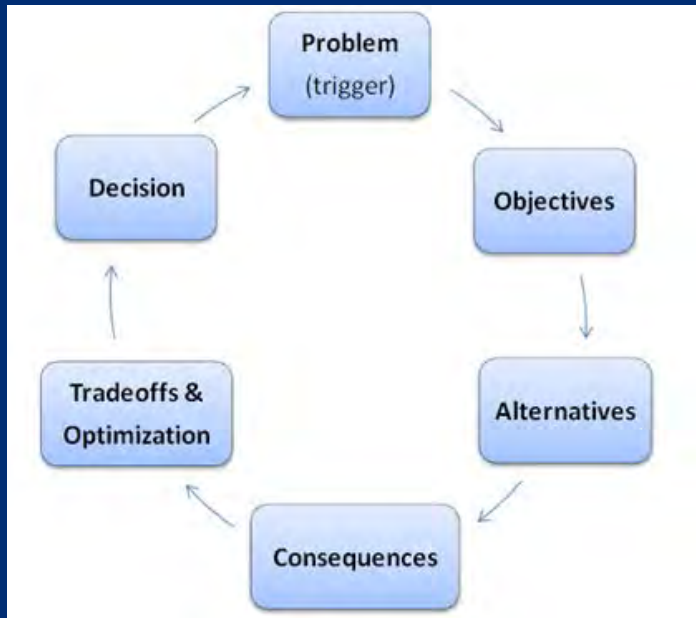 Problem
(trigger)
Objectives
Alternatives
Consequences
Tradeoffs &
Optimization
Decision